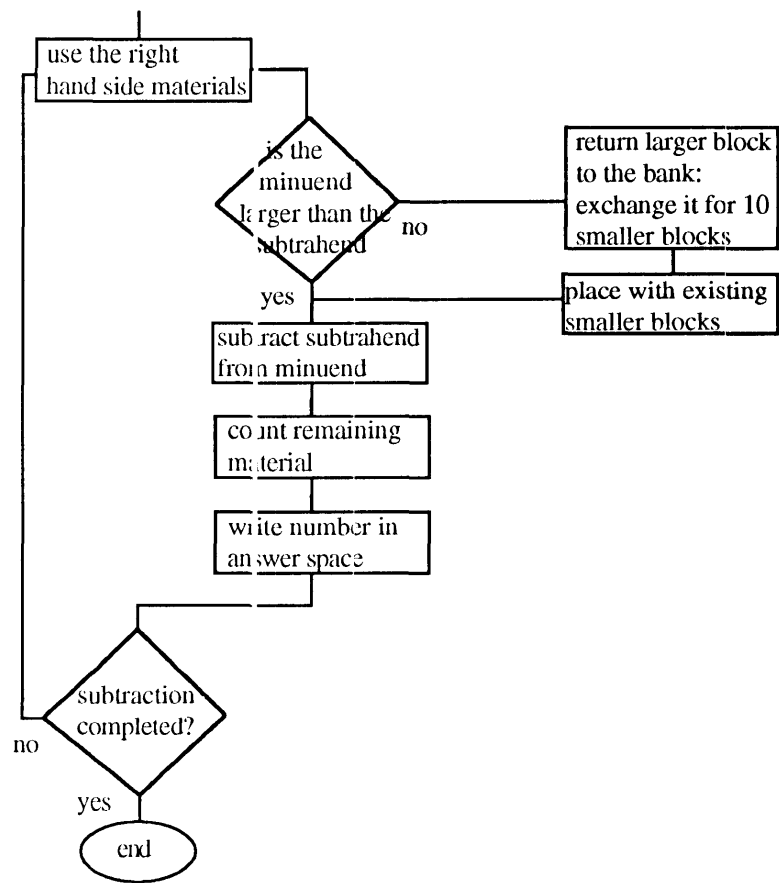 use the right
hand side materials
is the
minuend
larger than the
subtrahend
no
return larger block
to the bank:
exchange it for 10
smaller blocks
place with existing
smaller blocks
yes
subtract subtrahend
from minuend
count remaining
material
write number in
answer space
subtraction
completed?
no
yes
end